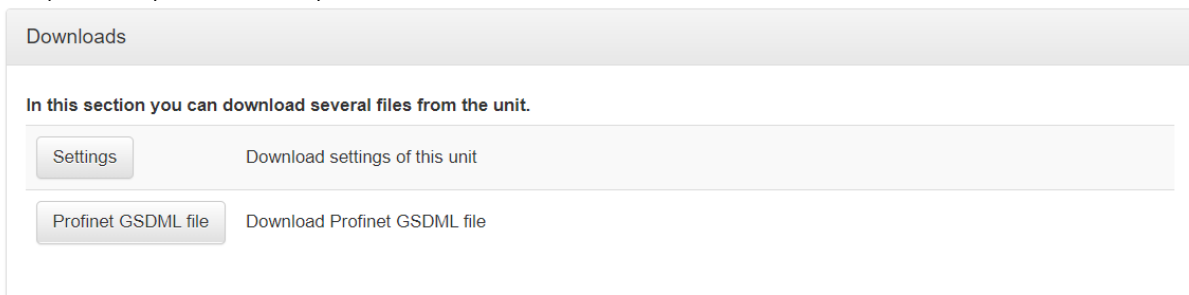 Downloads
In this section you can download several files from the unit.
Settings Download settings of this unit
Profinet GSDML file Download Profinet GSDML file